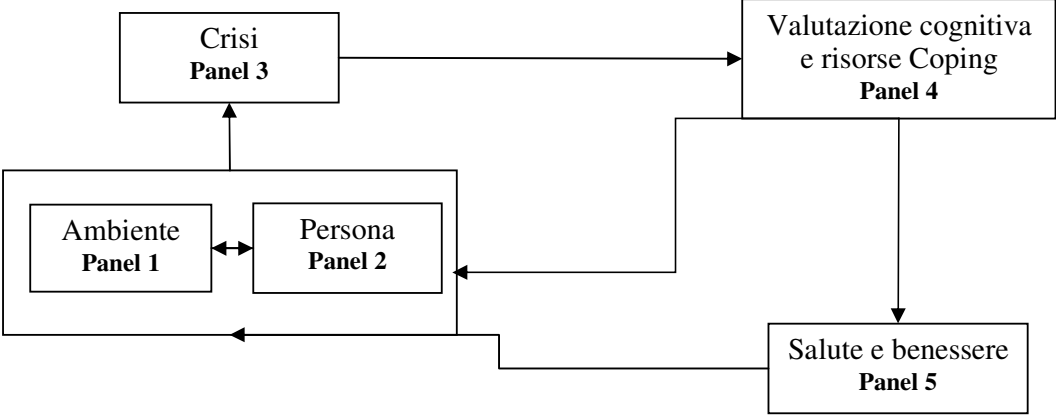 Crisi
Panel 3
Valutazione cognitiva
e risorse Coping
Panel 4
Ambiente
Panel 1
Persona
Panel 2
Salute e benessere
Panel 5